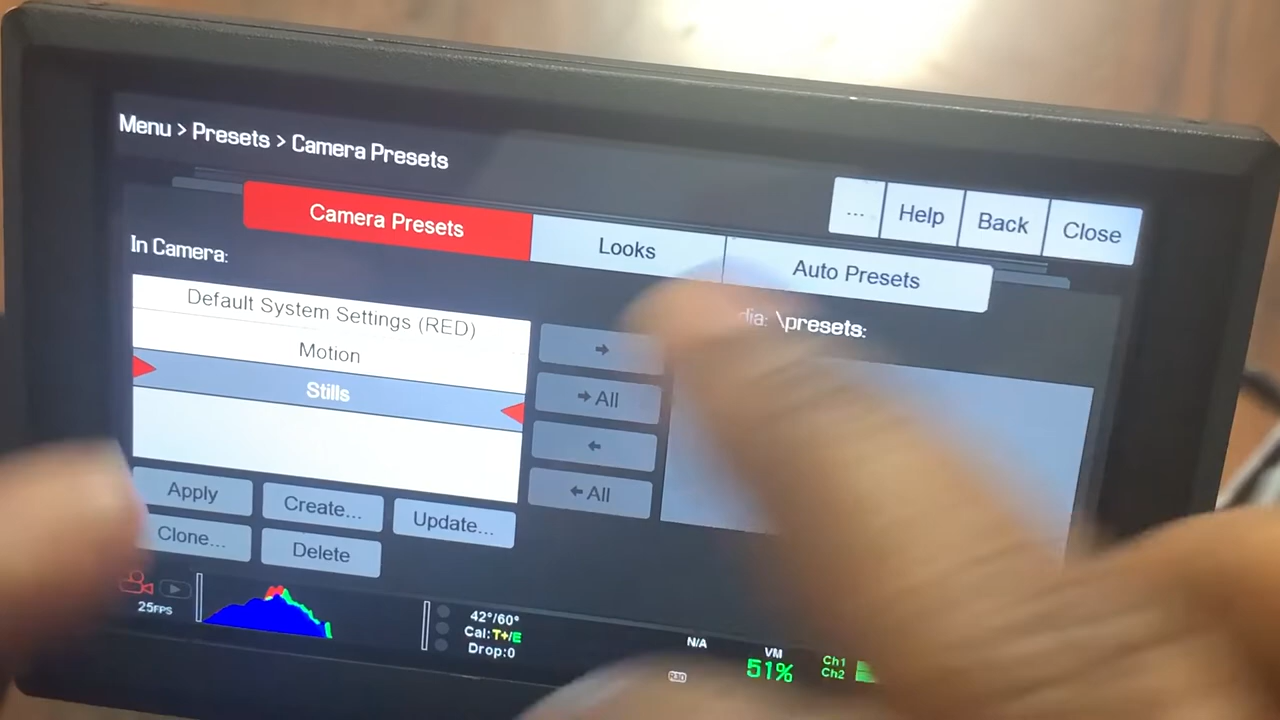 Menu > Presets > Camera Presets
... Help Back Close
Camera Presets Looks Auto Presets
In Camera:
\presets:
Default System Settings (RED)
Motion
Stills
→
→ All
←
← All
Apply Create... Update...
Clone... Delete
25FPS
42°/60°
Cal:T+/E
Drop:0
N/A
VM
51%
Ch1
Ch2